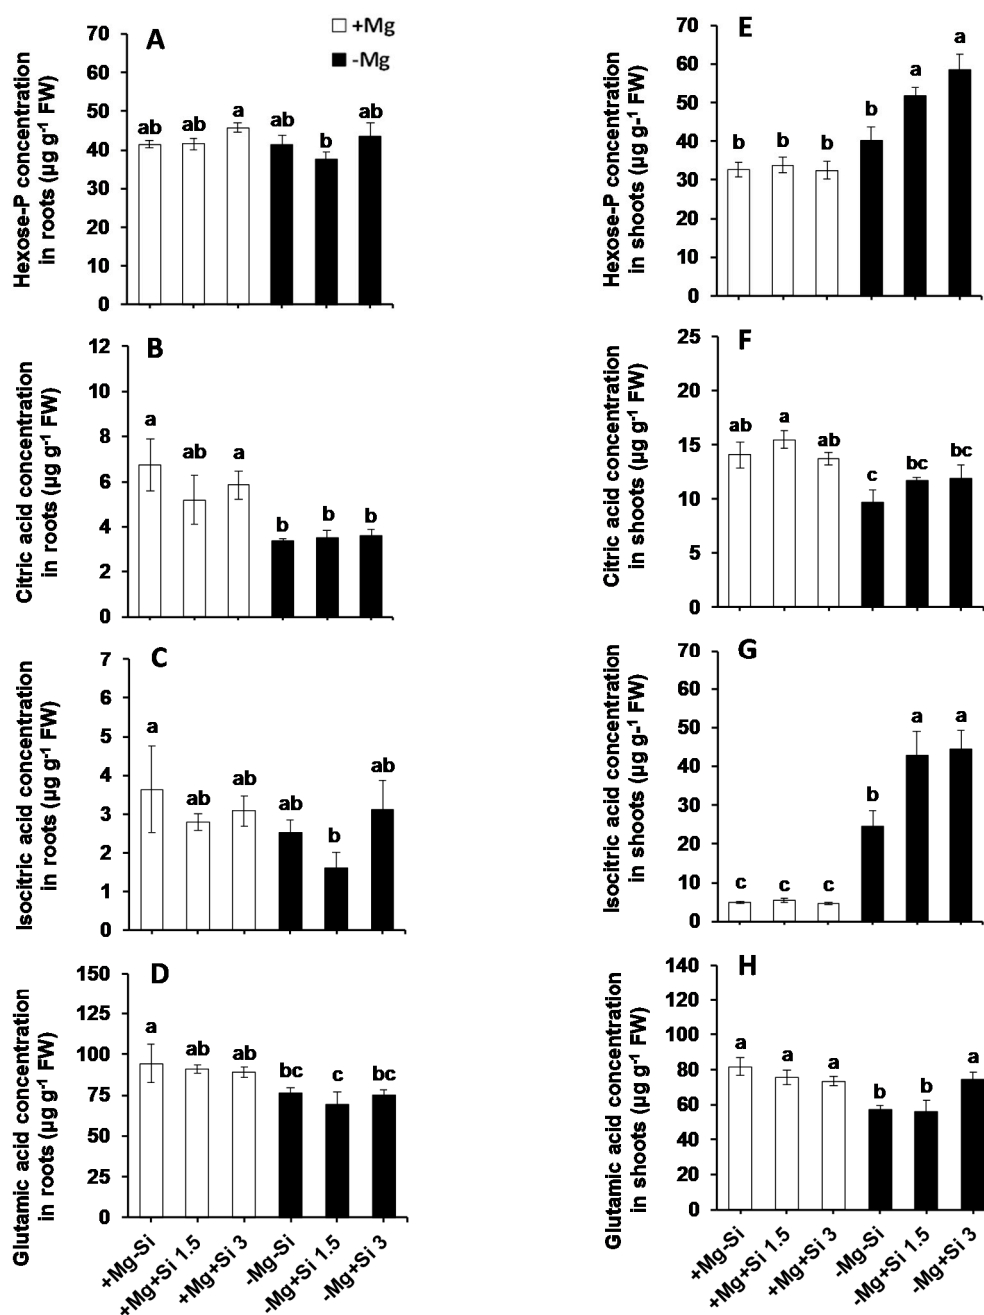 +Mg
-Mg
A
Hexose-P concentration
in roots (µg g⁻¹ FW)
70
60
50
40
30
20
10
0
ab
ab
a
ab
b
ab
E
Hexose-P concentration
in shoots (µg g-¹ FW)
70
60
50
40
30
20
10
0
b
b
b
b
a
a
B
Citric acid concentration
in roots (µg g⁻¹ FW)
12
10
8
6
4
2
0
a
ab
a
b
b
b
F
Citric acid concentration
in shoots (µg g⁻¹ FW)
25
20
15
10
5
0
ab
a
ab
c
bc
bc
C
Isocitric acid concentration
in roots (µg g⁻¹ FW)
7
6
5
4
3
2
1
0
a
ab
ab
ab
b
ab
G
Isocitric acid concentration
in shoots (µg g-¹ FW)
70
60
50
40
30
20
10
0
c
c
c
b
a
a
D
Glutamic acid concentration
in roots (µg g⁻¹ FW)
150
125
100
75
50
25
0
a
ab
ab
bc
c
bc
+Mg-Si
+Mg+Si 1.5
+Mg+Si 3
-Mg-Si
-Mg+Si 1.5
-Mg+Si 3
H
Glutamic acid concentration
in shoots (µg g⁻¹ FW)
140
120
100
80
60
40
20
0
a
a
a
b
b
a
+Mg-Si
+Mg+Si 1.5
+Mg+Si 3
-Mg-Si
-Mg+Si 1.5
-Mg+Si 3